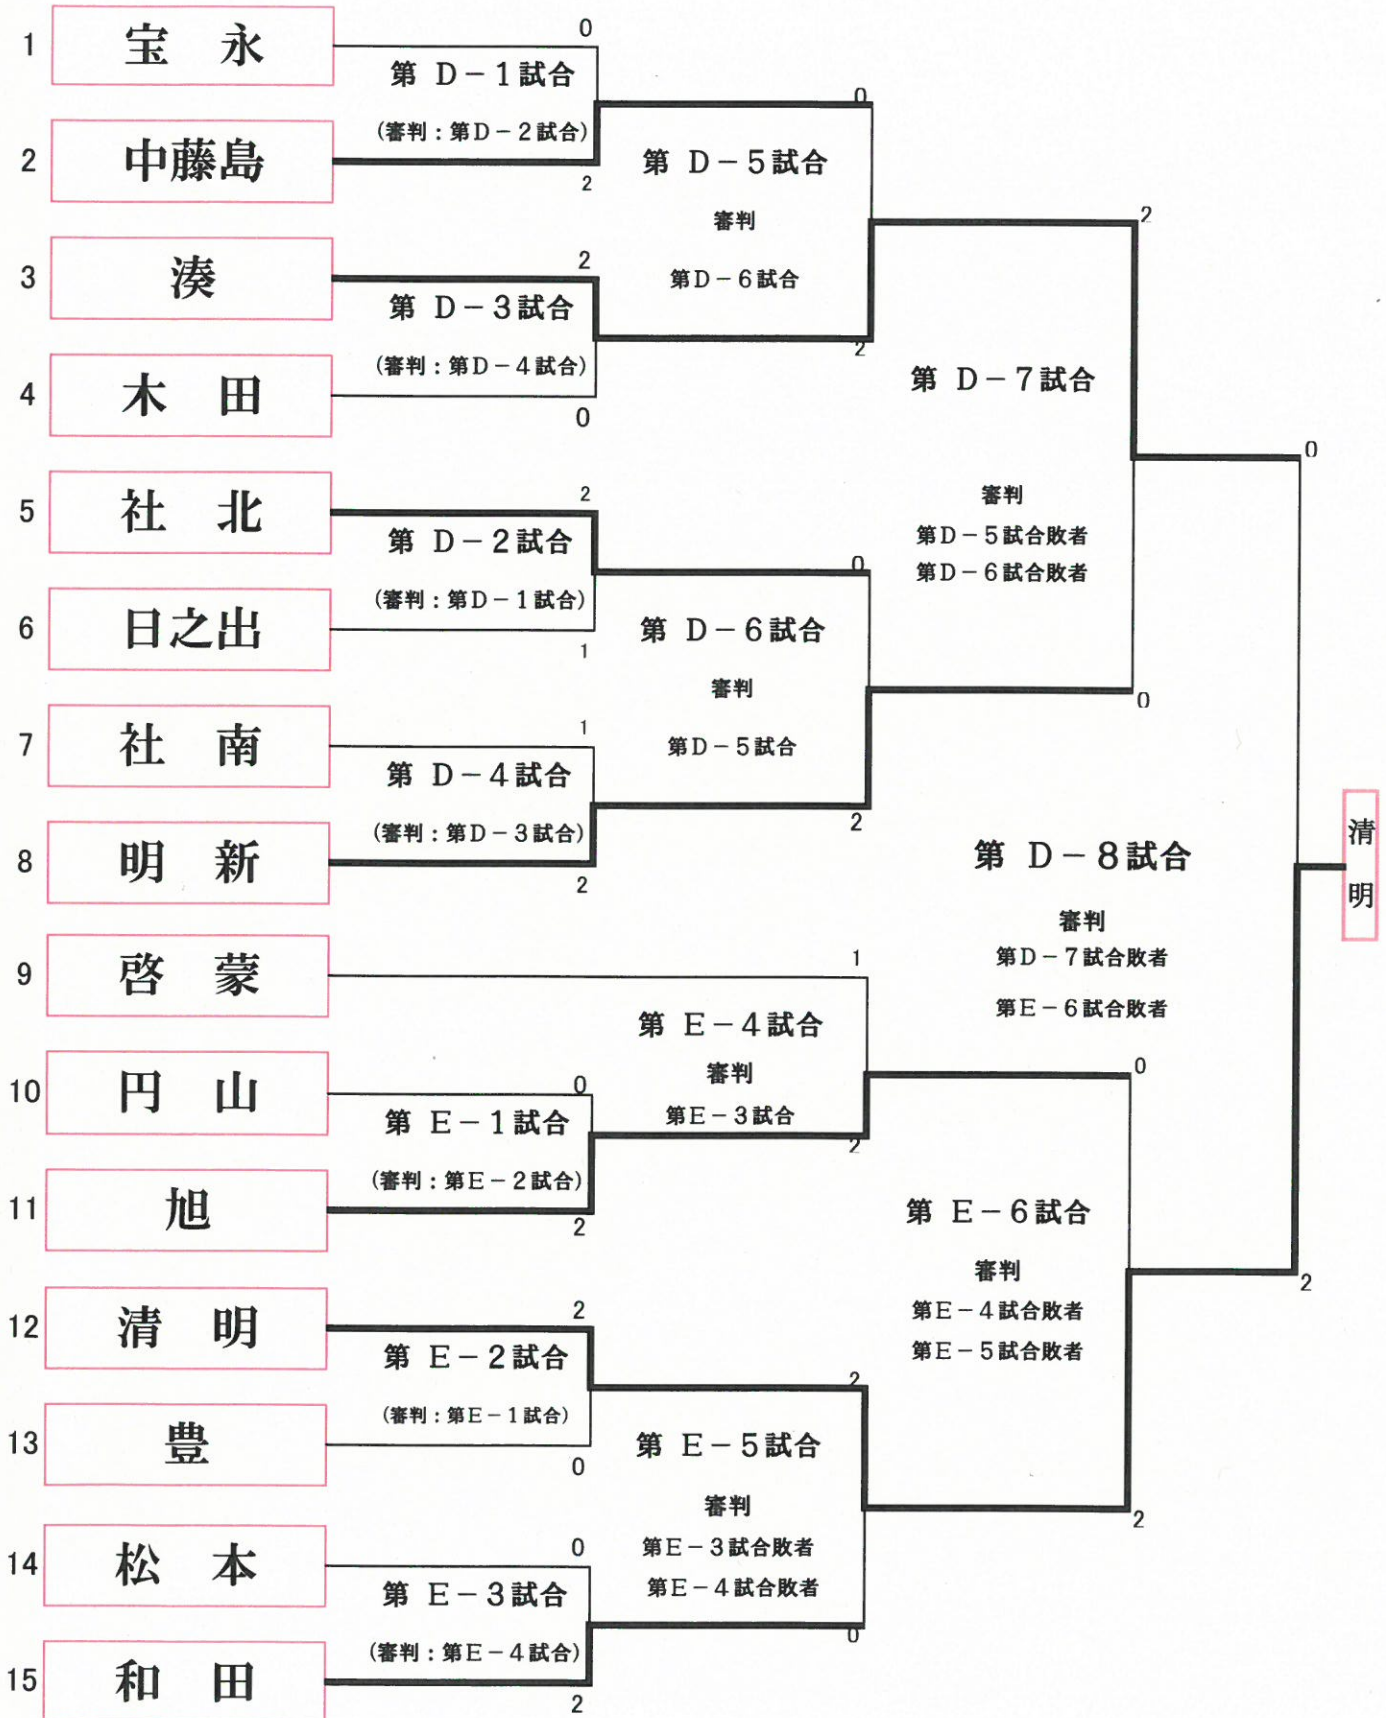 1 宝 永
0
第 D－1試合
(審判：第D－2試合)
2 中藤島
2
0
第 D－5試合
審判
第D－6試合
2
3 湊
2
第 D－3試合
(審判：第D－4試合)
4 木 田
0
2
第 D－7試合
審判
第D－5試合敗者
第D－6試合敗者
0
5 社 北
2
第 D－2試合
(審判：第D－1試合)
6 日之出
1
0
第 D－6試合
審判
第D－5試合
2
7 社 南
1
第 D－4試合
(審判：第D－3試合)
8 明 新
2
0
第 D－8試合
審判
第D－7試合敗者
第E－6試合敗者
2
清明
9 啓 蒙
1
第 E－4試合
審判
第E－3試合
2
10 円 山
0
第 E－1試合
(審判：第E－2試合)
11 旭
2
0
第 E－6試合
審判
第E－4試合敗者
第E－5試合敗者
2
12 清 明
2
第 E－2試合
(審判：第E－1試合)
13 豊
0
2
第 E－5試合
審判
第E－3試合敗者
第E－4試合敗者
0
14 松 本
0
第 E－3試合
(審判：第E－4試合)
15 和 田
2